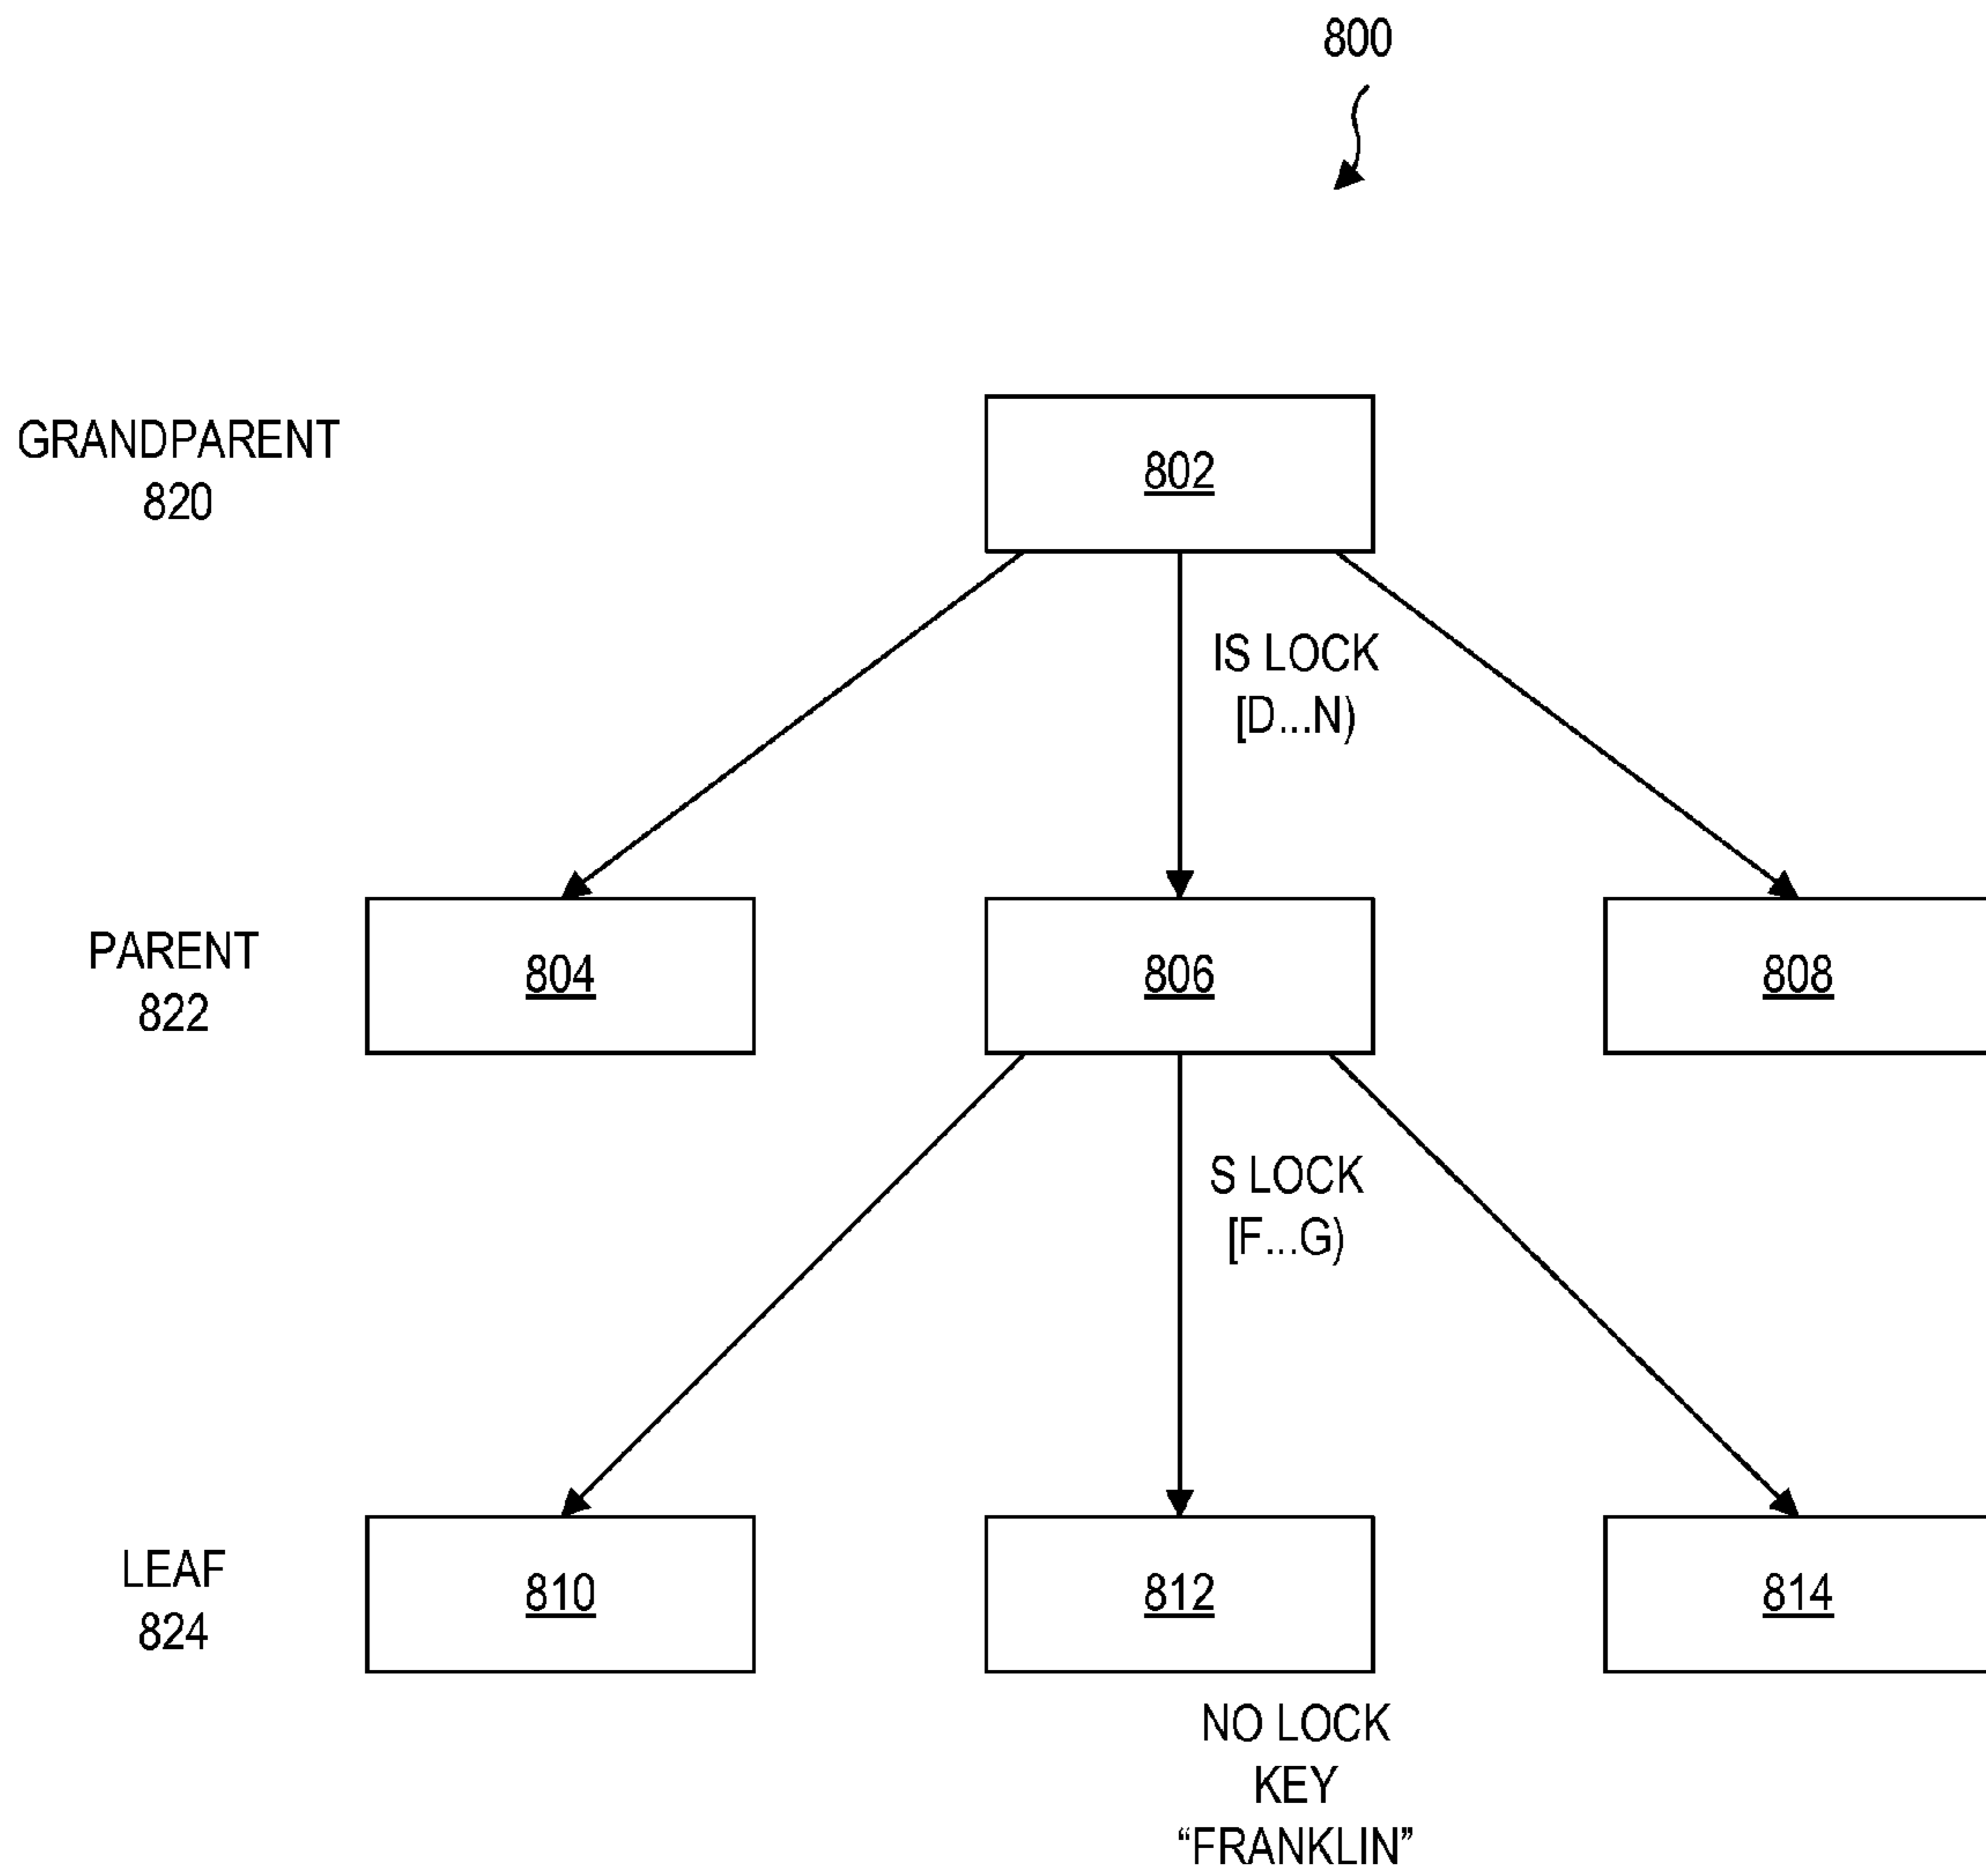 800
GRANDPARENT
820
802
IS LOCK
[D...N)
PARENT
822
804
806
808
S LOCK
[F...G)
LEAF
824
810
812
814
NO LOCK
KEY
“FRANKLIN”